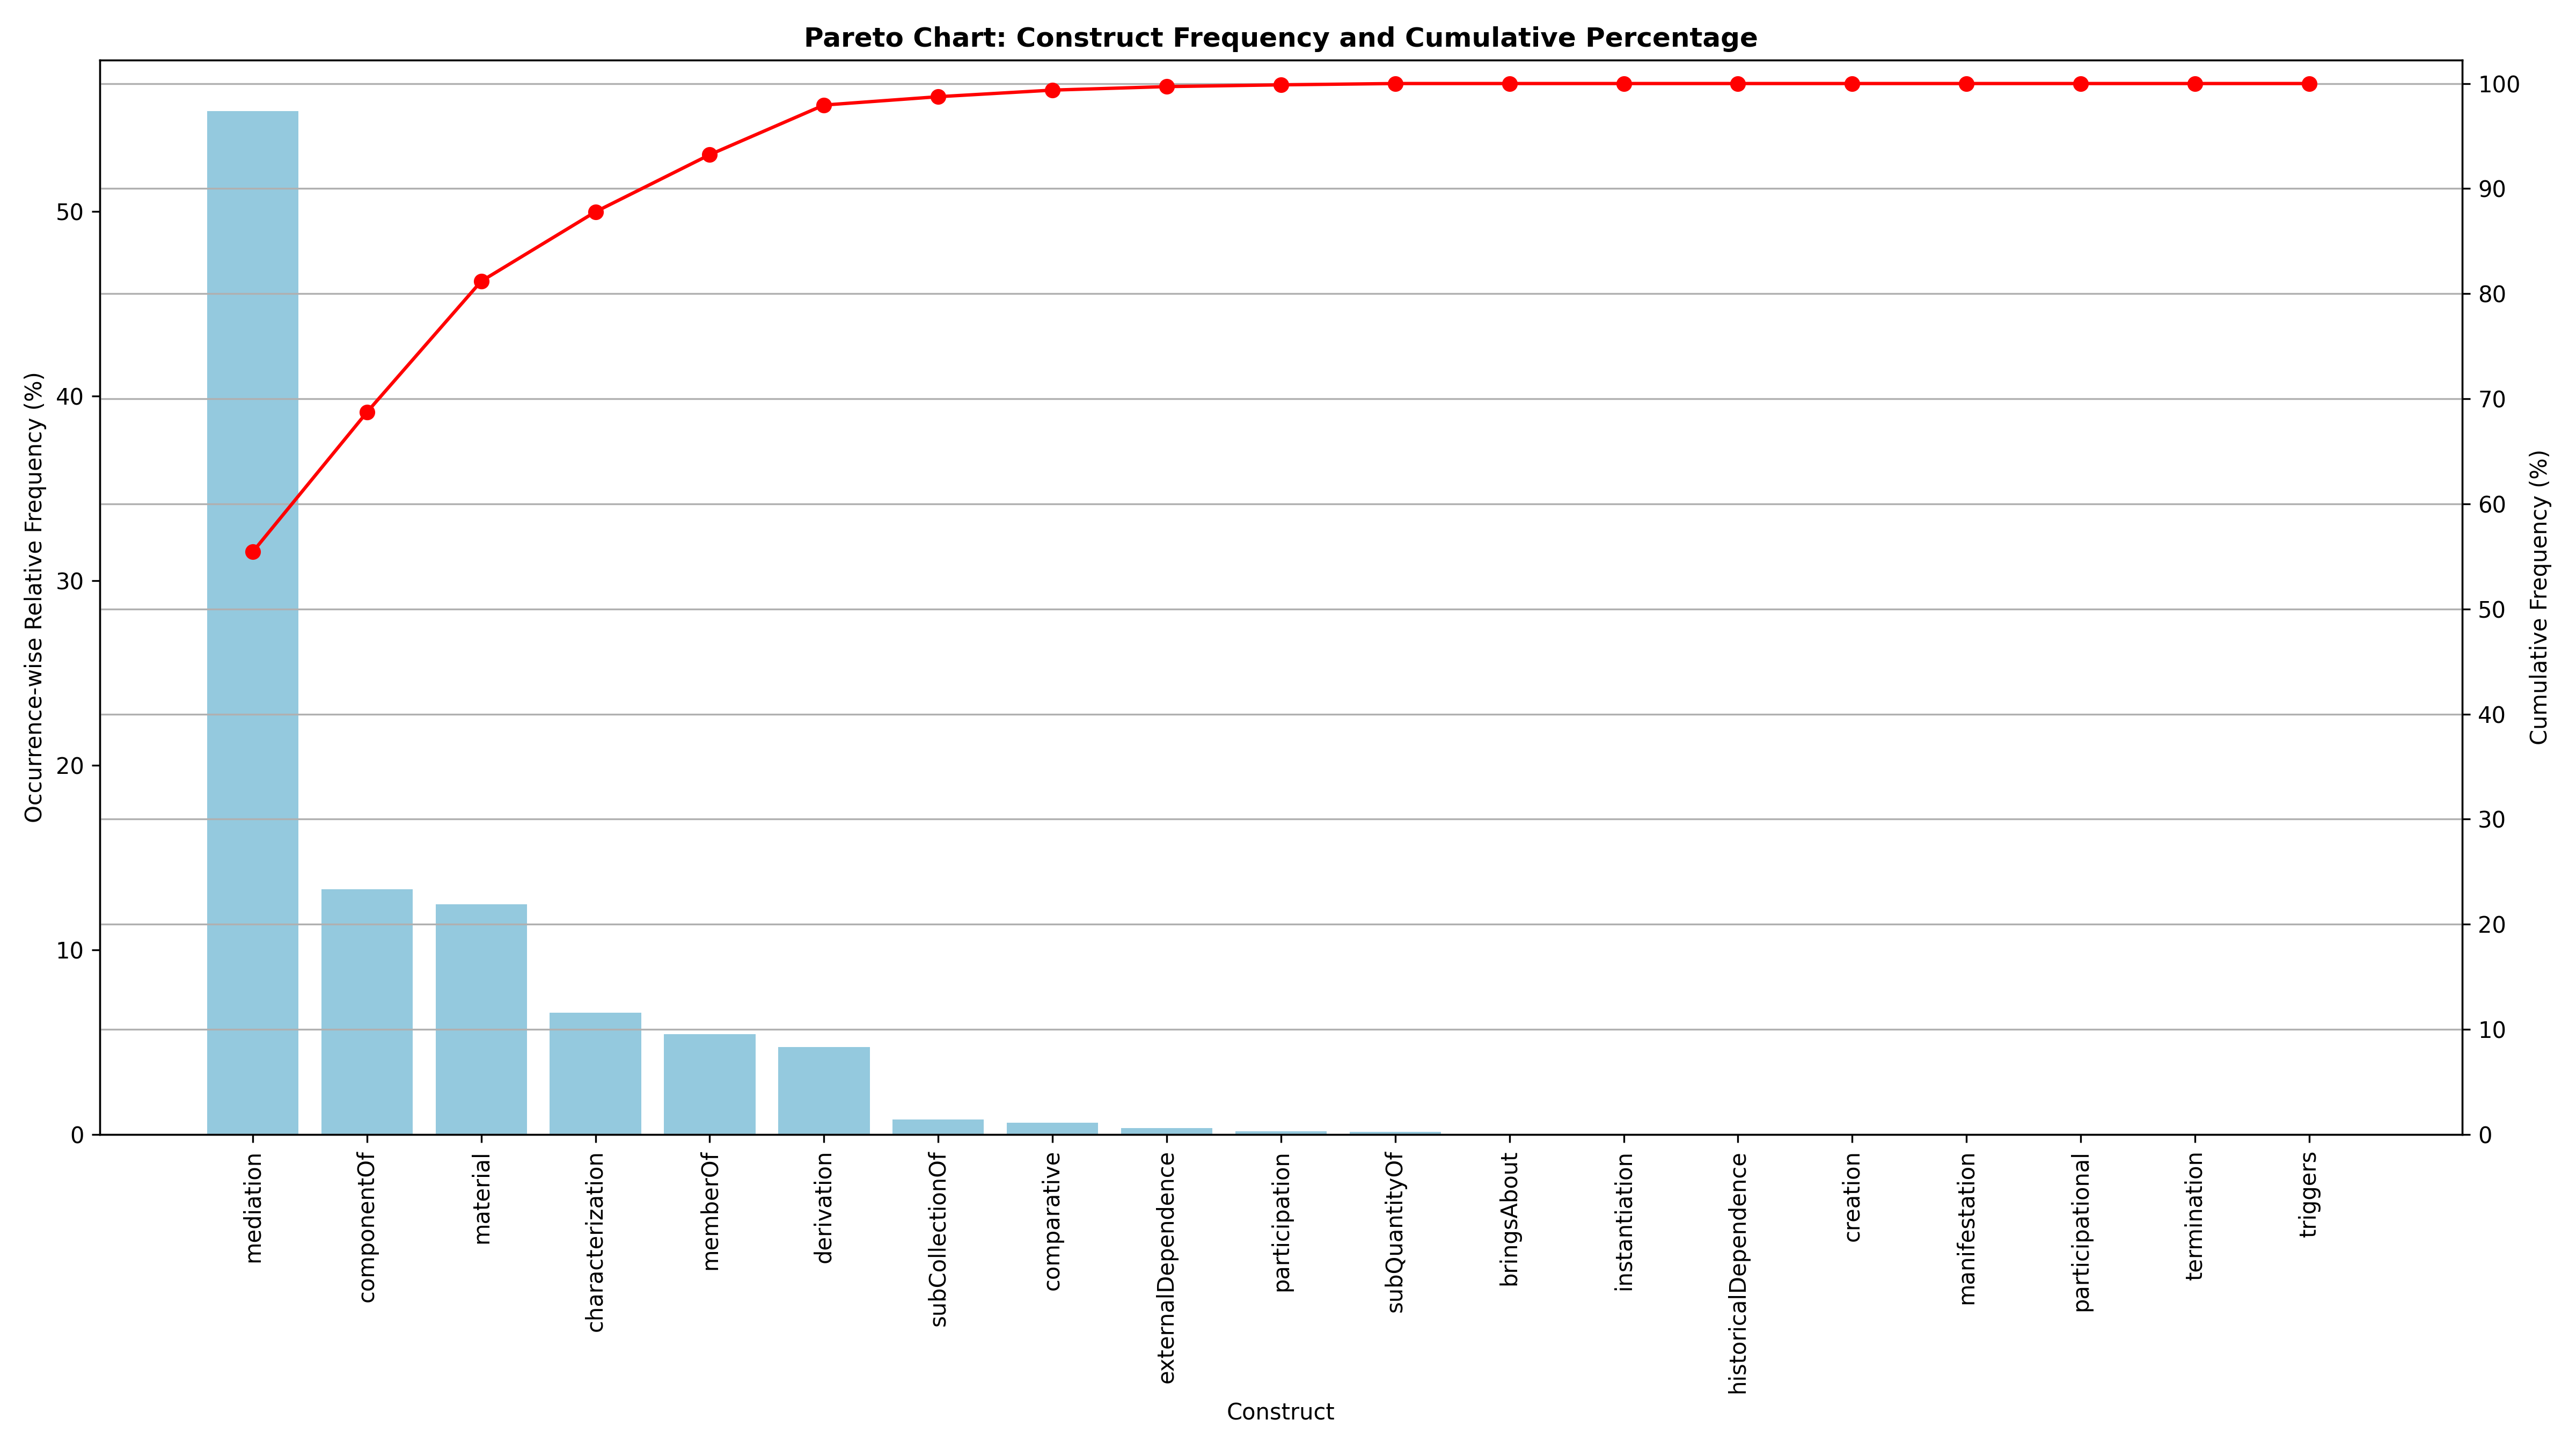 Pareto Chart: Construct Frequency and Cumulative Percentage
Occurrence-wise Relative Frequency (%)
50
40
30
20
10
0
100
90
80
70
60
50
40
30
20
10
0
Cumulative Frequency (%)
mediation
componentOf
material
characterization
memberOf
derivation
subCollectionOf
comparative
externalDependence
participation
subQuantityOf
bringsAbout
instantiation
historicalDependence
creation
manifestation
participational
termination
triggers
Construct